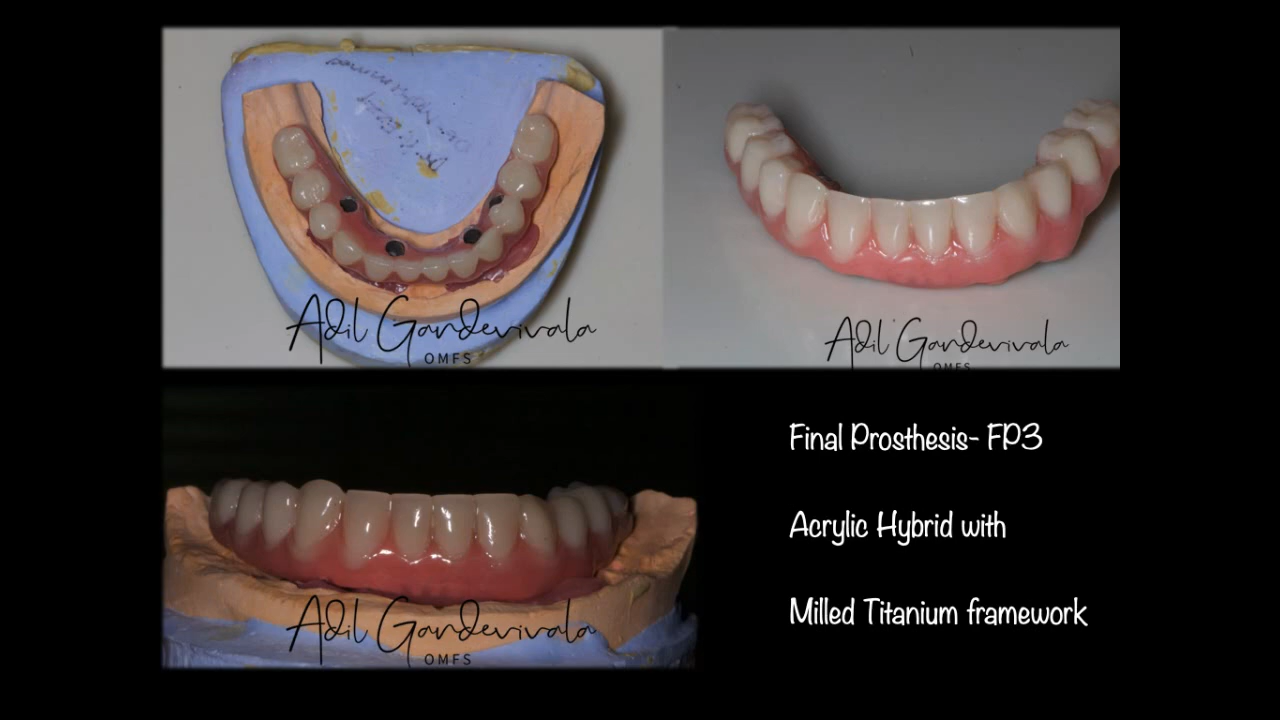 Adil Gandevivala
OMFS
Adil Gandevivala
OMFS
Final Prosthesis- FP3
Acrylic Hybrid with
Milled Titanium framework
Adil Gandevivala
OMFS